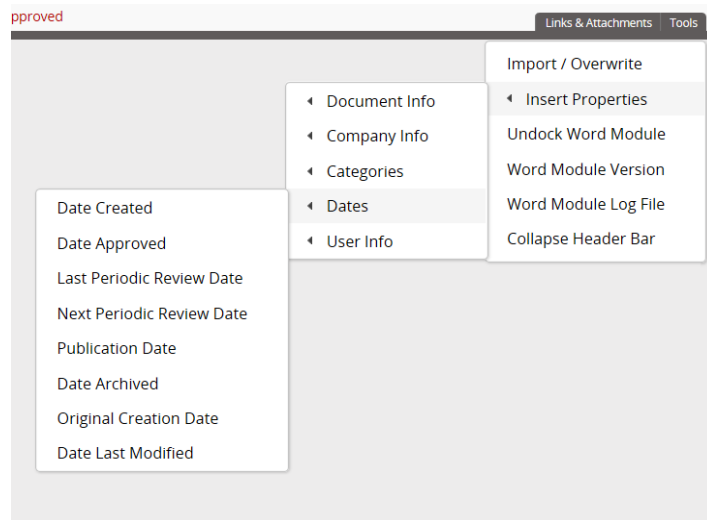 pproved
Links & Attachments
Tools
Import / Overwrite
Insert Properties
Undock Word Module
Word Module Version
Word Module Log File
Collapse Header Bar
Document Info
Company Info
Categories
Dates
User Info
Date Created
Date Approved
Last Periodic Review Date
Next Periodic Review Date
Publication Date
Date Archived
Original Creation Date
Date Last Modified